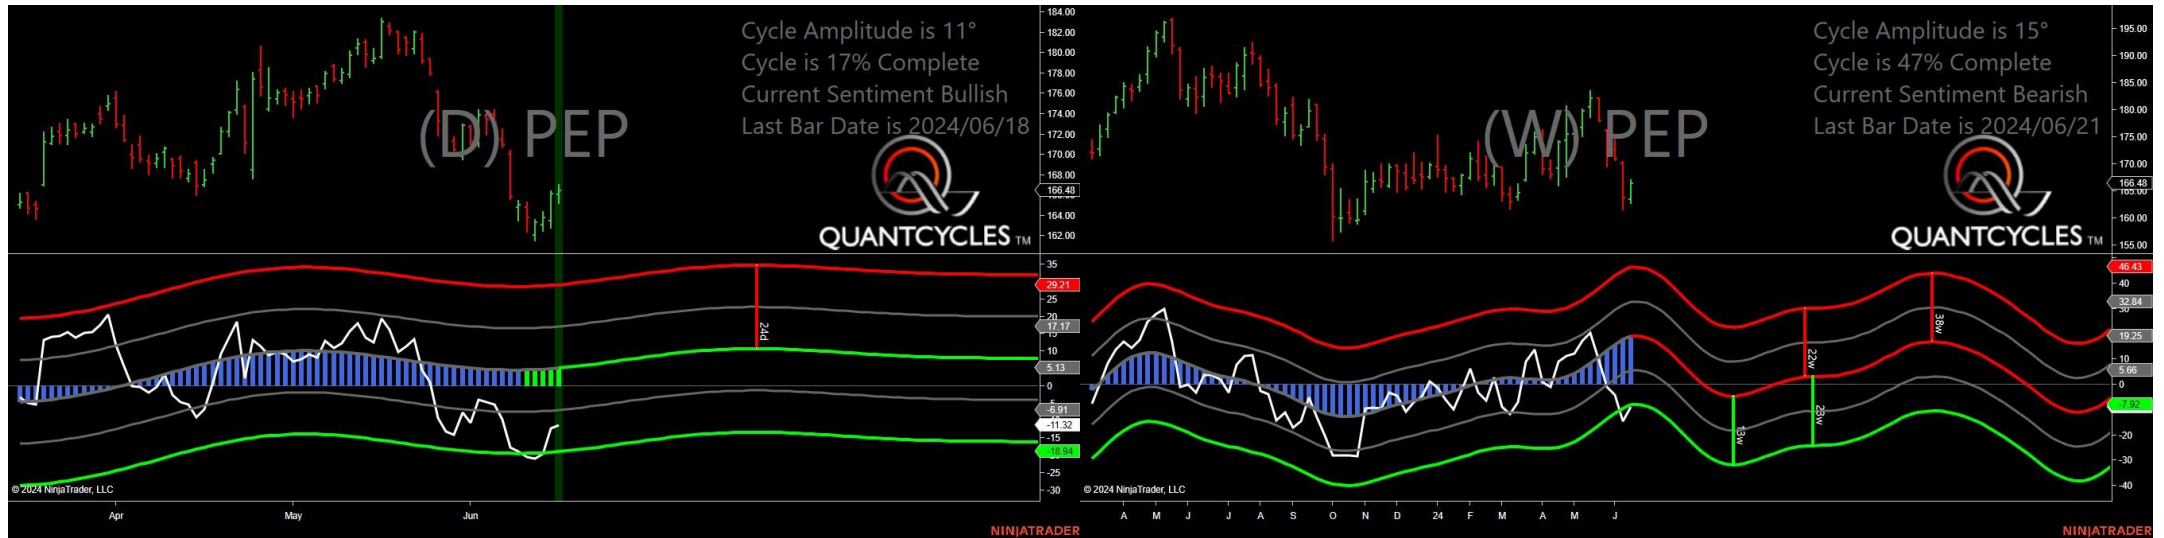 Cycle Amplitude is 11°
Cycle is 17% Complete
Current Sentiment Bullish
Last Bar Date is 2024/06/18
(D) PEP
QUANTCYCLES TM
184.00
182.00
180.00
178.00
176.00
174.00
172.00
170.00
168.00
166.48
164.00
162.00
35
29.21
25
20
17.17
10
5.13
0
-6.91
-11.32
-15
-18.94
-25
-30
24d
© 2024 NinjaTrader, LLC
Apr May Jun
NINJATRADER
Cycle Amplitude is 15°
Cycle is 47% Complete
Current Sentiment Bearish
Last Bar Date is 2024/06/21
(W) PEP
QUANTCYCLES TM
195.00
190.00
185.00
180.00
175.00
170.00
166.48
165.00
160.00
155.00
46.43
40
32.84
30
19.25
10
5.66
0
-7.92
-20
-30
-40
13w
22w
23w
38w
© 2024 NinjaTrader, LLC
A M J J A S O N D 24 F M A M J
NINJATRADER